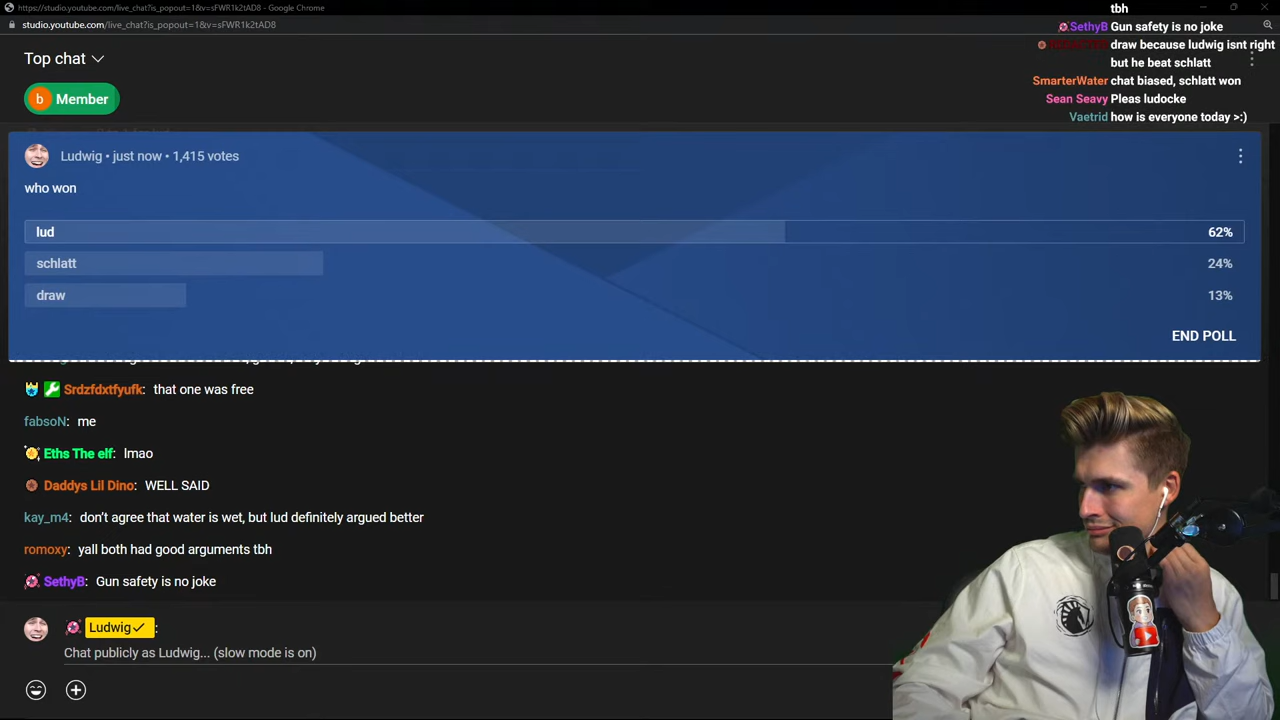 https://studio.youtube.com/live_chat?is_popout=1&v=sFWR1k2tAD8 - Google Chrome
studio.youtube.com/live_chat?is_popout=1&v=sFWR1k2tAD8
tbh
SethyB Gun safety is no joke
draw because ludwig isnt right
but he beat schlatt
SmarterWater chat biased, schlatt won
Sean Seavy Pleas ludocke
Vaetrid how is everyone today >:)
Top chat
b Member
Ludwig • just now • 1,415 votes
who won
lud 62%
schlatt 24%
draw 13%
END POLL
Srdzfdxtfyufk: that one was free
fabsoN: me
Eths The elf: lmao
Daddys Lil Dino: WELL SAID
kay_m4: don't agree that water is wet, but lud definitely argued better
romoxy: yall both had good arguments tbh
SethyB: Gun safety is no joke
Ludwig✓ :
Chat publicly as Ludwig... (slow mode is on)